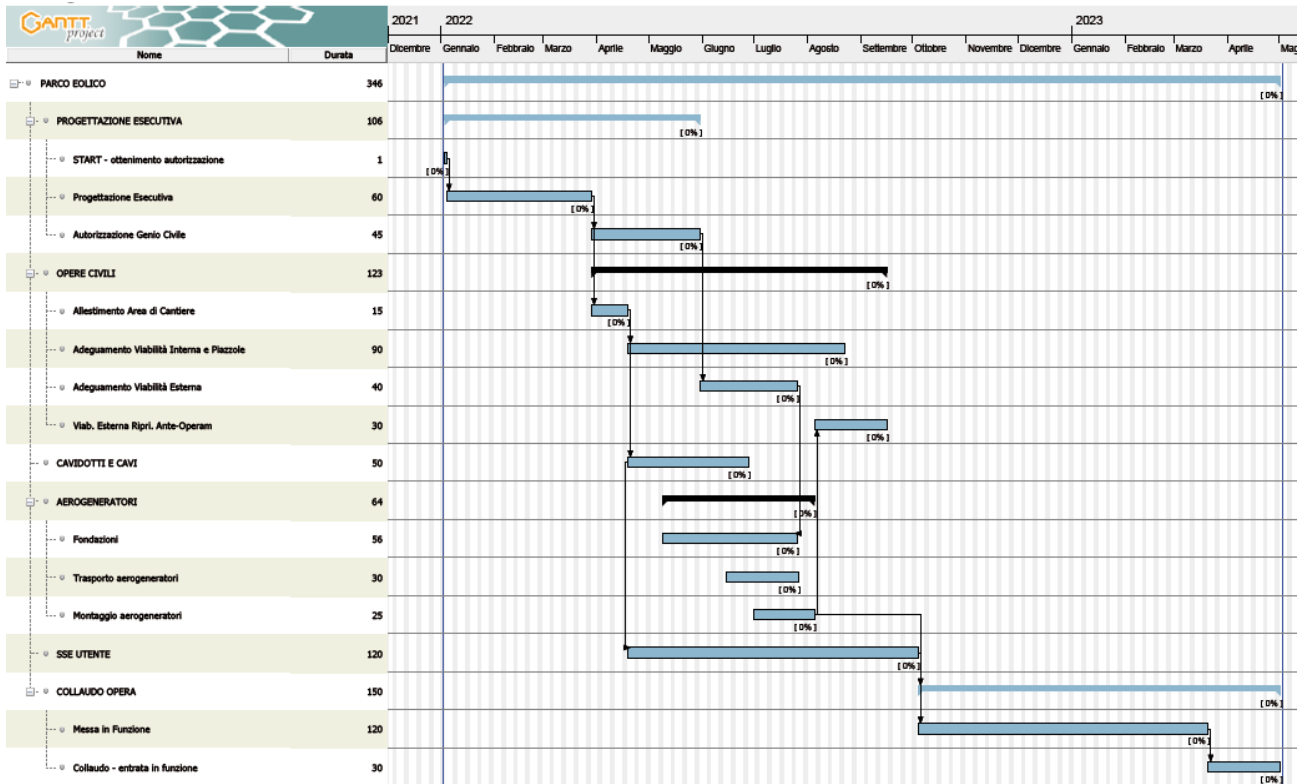 GANTT project
2021 2022 2023
Nome Durata Dicembre Gennaio Febbraio Marzo Aprile Maggio Giugno Luglio Agosto Settembre Ottobre Novembre Dicembre Gennaio Febbraio Marzo Aprile Mag
PARCO EOLICO 346
[ 0% ]
PROGETTAZIONE ESECUTIVA 106
[ 0% ]
START - ottenimento autorizzazione 1
[ 0% ]
Progettazione Esecutiva 60
[ 0% ]
Autorizzazione Genio Civile 45
[ 0% ]
OPERE CIVILI 123
[ 0% ]
Allestimento Area di Cantiere 15
[ 0% ]
Adeguamento Viabilità Interna e Piazzole 90
[ 0% ]
Adeguamento Viabilità Esterna 40
[ 0% ]
Viab. Esterna Ripri. Ante-Operam 30
[ 0% ]
CAVIDOTTI E CAVI 50
[ 0% ]
AEROGENERATORI 64
[ 0% ]
Fondazioni 56
[ 0% ]
Trasporto aerogeneratori 30
[ 0% ]
Montaggio aerogeneratori 25
[ 0% ]
SSE UTENTE 120
[ 0% ]
COLLAUDO OPERA 150
[ 0% ]
Messa in Funzione 120
[ 0% ]
Collaudo - entrata in funzione 30
[ 0% ]